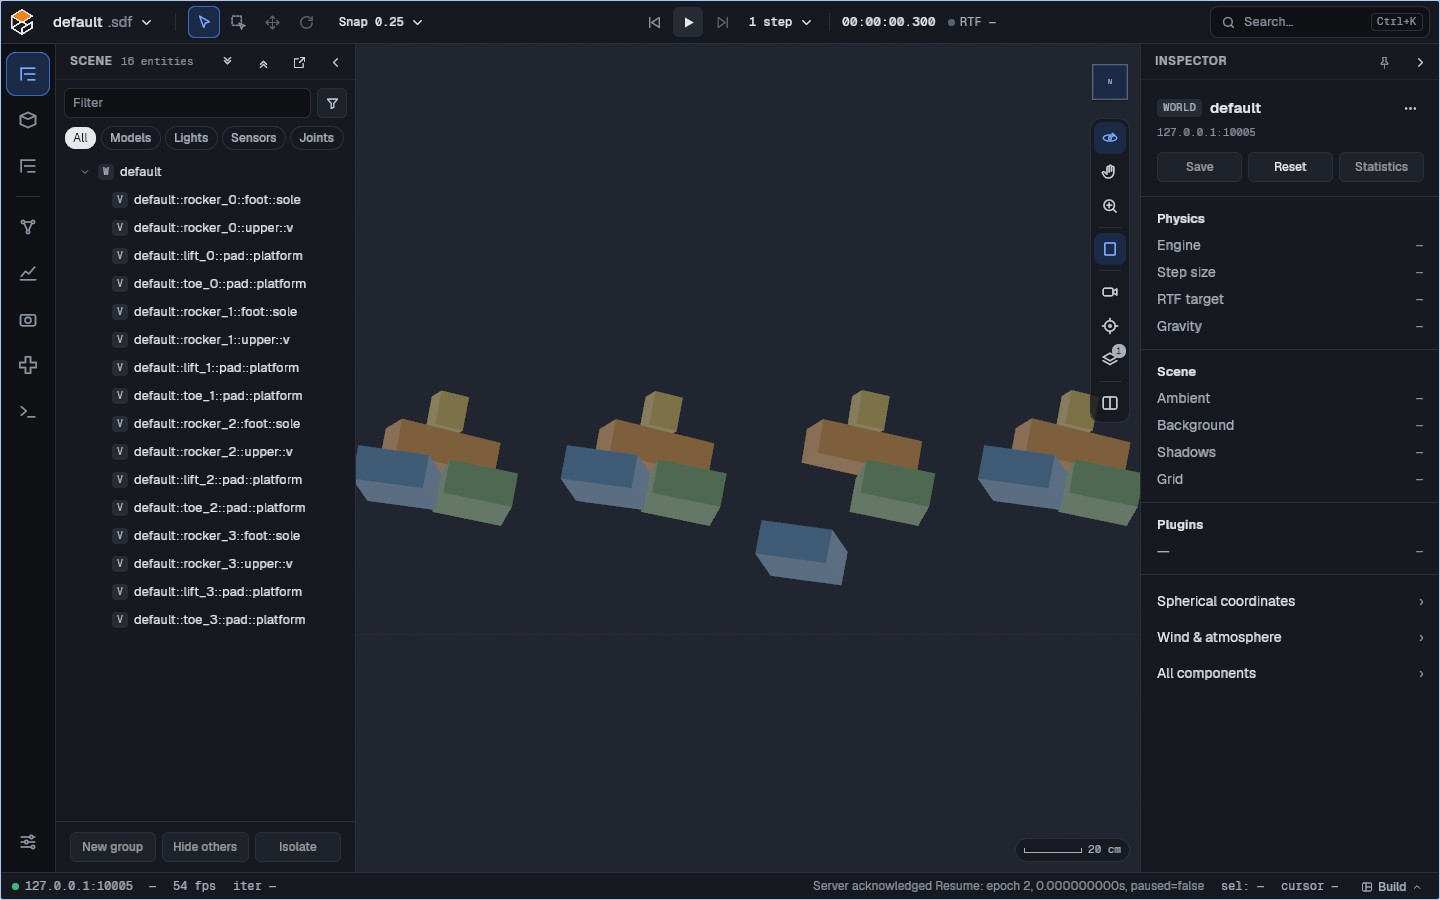 default .sdf
Snap 0.25
1 step
00:00:00.300
RTF –
Search...
Ctrl+K
SCENE 16 entities
Filter
All
Models
Lights
Sensors
Joints
W default
V default::rocker_0::foot::sole
V default::rocker_0::upper::v
V default::lift_0::pad::platform
V default::toe_0::pad::platform
V default::rocker_1::foot::sole
V default::rocker_1::upper::v
V default::lift_1::pad::platform
V default::toe_1::pad::platform
V default::rocker_2::foot::sole
V default::rocker_2::upper::v
V default::lift_2::pad::platform
V default::toe_2::pad::platform
V default::rocker_3::foot::sole
V default::rocker_3::upper::v
V default::lift_3::pad::platform
V default::toe_3::pad::platform
New group
Hide others
Isolate
N
1
20 cm
INSPECTOR
WORLD default
127.0.0.1:10005
Save
Reset
Statistics
Physics
Engine –
Step size –
RTF target –
Gravity –
Scene
Ambient –
Background –
Shadows –
Grid –
Plugins
— –
Spherical coordinates
Wind & atmosphere
All components
127.0.0.1:10005 – 54 fps iter –
Server acknowledged Resume: epoch 2, 0.000000000s, paused=false
sel: –
cursor –
Build